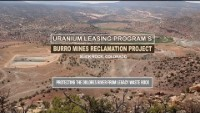 URANIUM LEASING PROGRAM'S
BURRO MINES RECLAMATION PROJECT
SLICK ROCK, COLORADO
PROTECTING THE DOLORES RIVER FROM LEGACY WASTE ROCK